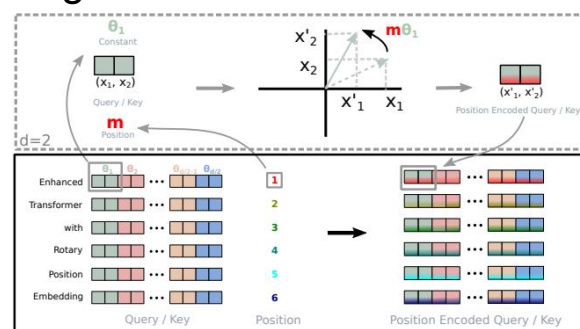 θ₁
Constant
(x₁, x₂)
Query / Key
m
Position
d=2
x'₂
x₂
mθ₁
x'₁ x₁
(x'₁, x'₂)
Position Encoded Query / Key
θ₁ θ₂ ••• θd/2-1 θd/2
Enhanced ••• 1 •••
Transformer ••• 2 •••
with ••• 3 •••
Rotary ••• 4 •••
Position ••• 5 •••
Embedding ••• 6 •••
Query / Key Position Position Encoded Query / Key